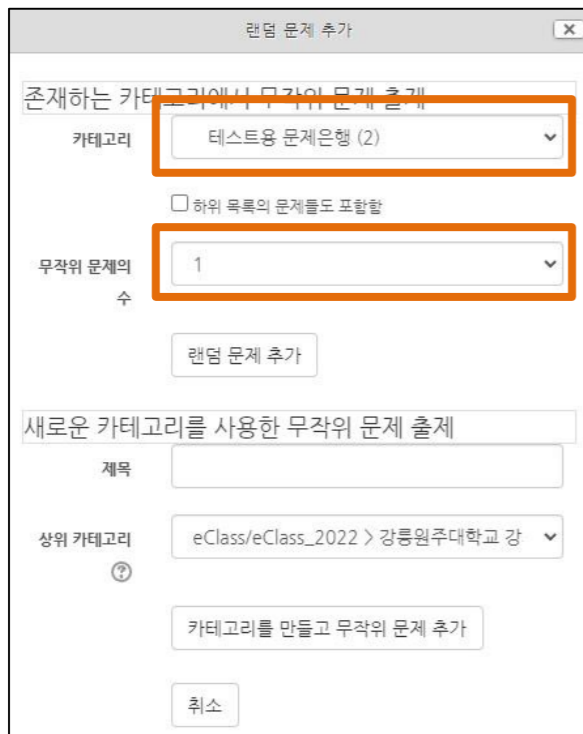 랜덤 문제 추가
존재하는 카테고리에서 무작위 문제 출제
카테고리
테스트용 문제은행 (2)
하위 목록의 문제들도 포함함
무작위 문제의
수
1
랜덤 문제 추가
새로운 카테고리를 사용한 무작위 문제 출제
제목
상위 카테고리
eClass/eClass_2022 > 강릉원주대학교 강
카테고리를 만들고 무작위 문제 추가
취소